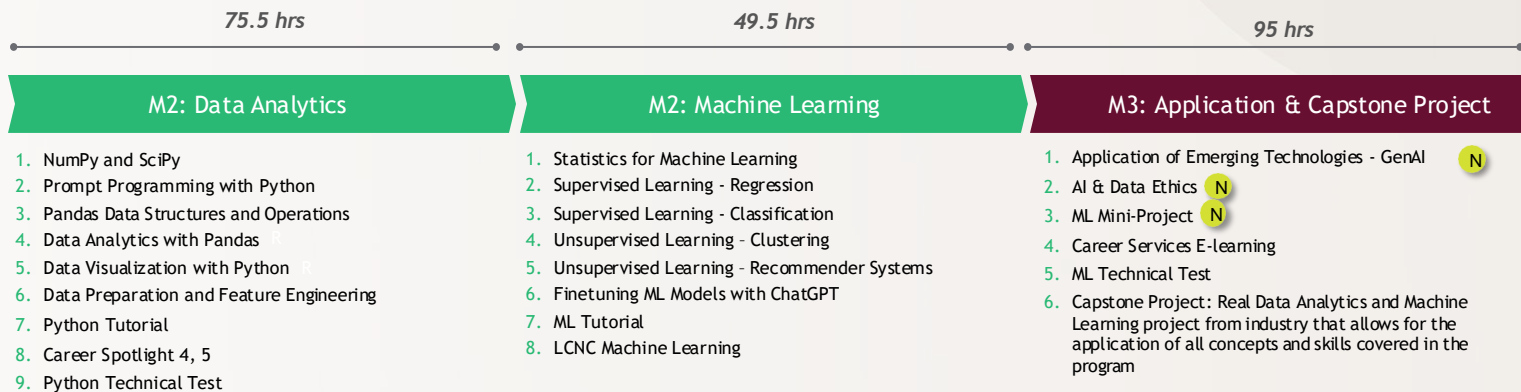 75.5 hrs
49.5 hrs
95 hrs
M2: Data Analytics
M2: Machine Learning
M3: Application & Capstone Project
1. NumPy and SciPy
2. Prompt Programming with Python
3. Pandas Data Structures and Operations
4. Data Analytics with Pandas R
5. Data Visualization with Python R
6. Data Preparation and Feature Engineering
7. Python Tutorial
8. Career Spotlight 4, 5
9. Python Technical Test
1. Statistics for Machine Learning
2. Supervised Learning - Regression
3. Supervised Learning - Classification
4. Unsupervised Learning – Clustering
5. Unsupervised Learning – Recommender Systems
6. Finetuning ML Models with ChatGPT
7. ML Tutorial
8. LCNC Machine Learning
1. Application of Emerging Technologies - GenAI N
2. AI & Data Ethics N
3. ML Mini-Project N
4. Career Services E-learning
5. ML Technical Test
6. Capstone Project: Real Data Analytics and Machine
Learning project from industry that allows for the
application of all concepts and skills covered in the
program